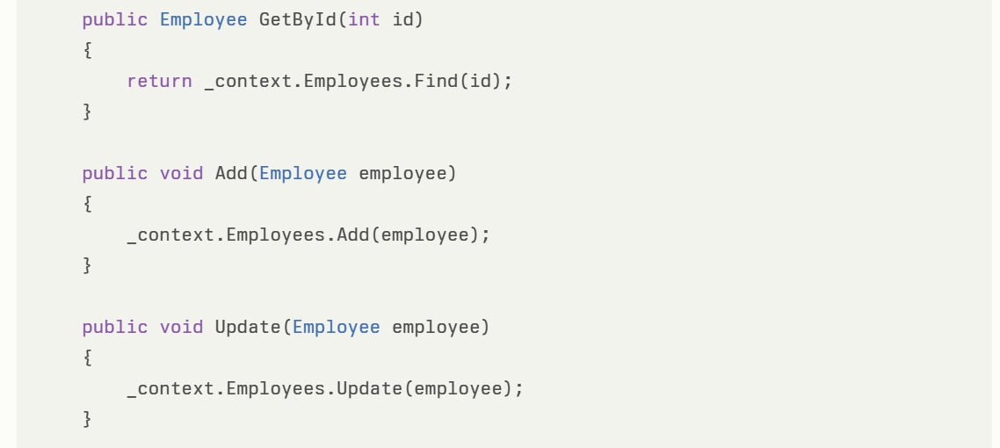 public Employee GetById(int id)
{
    return _context.Employees.Find(id);
}

public void Add(Employee employee)
{
    _context.Employees.Add(employee);
}

public void Update(Employee employee)
{
    _context.Employees.Update(employee);
}